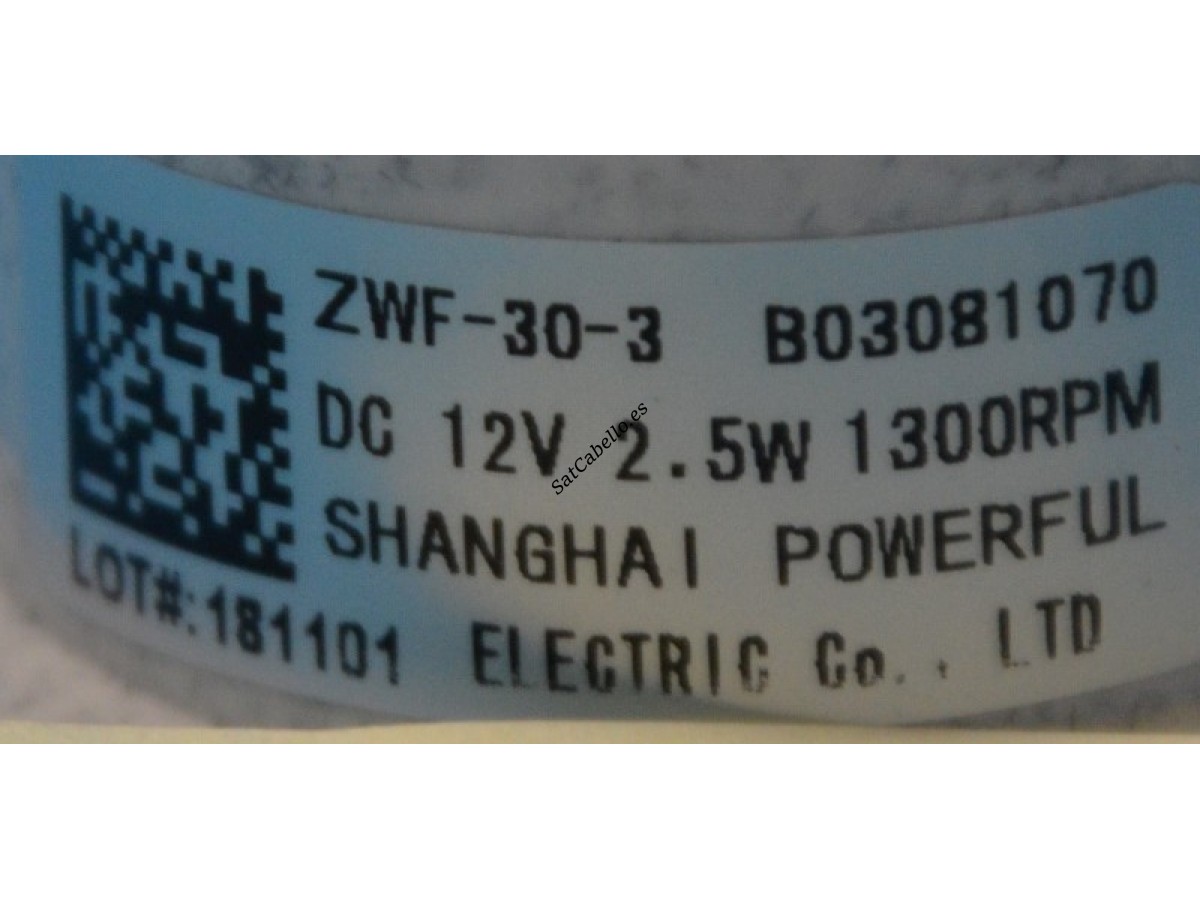 ZWF-30-3 B03081070
DC 12V 2.5W 1300RPM
SHANGHAI POWERFUL
LOT#:181101 ELECTRIC Co., LTD
SatCabello.es